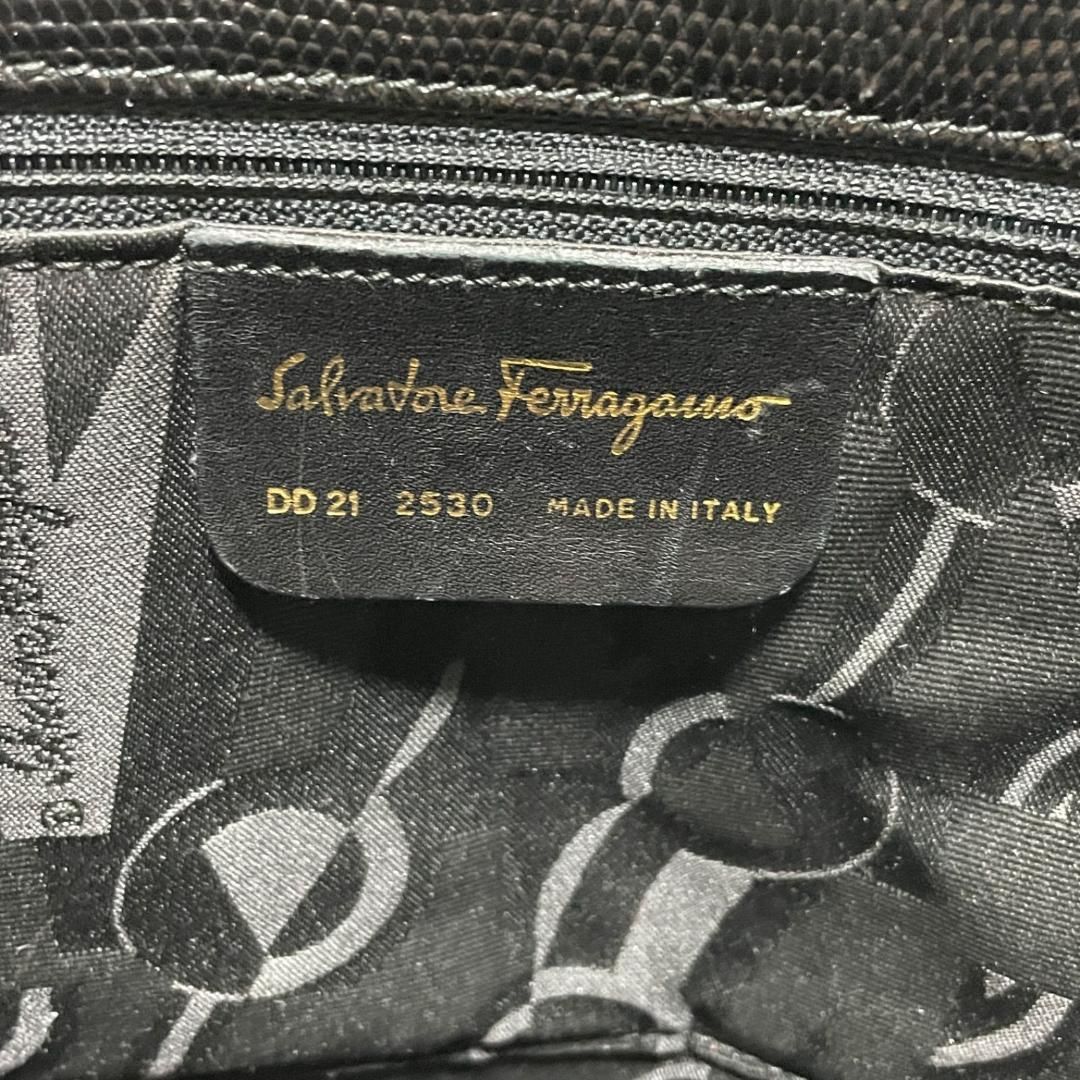 Salvatore Ferragamo
DD 21 2530 MADE IN ITALY